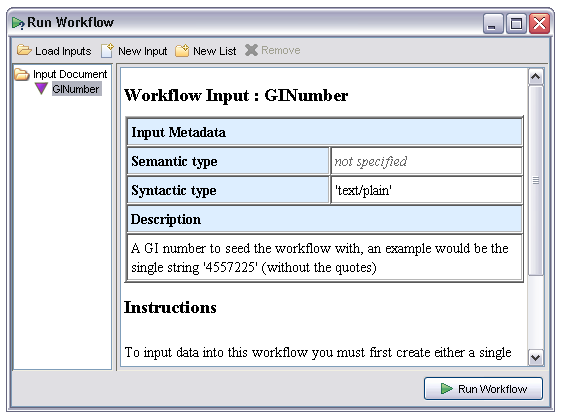 Run Workflow
Load Inputs New Input New List Remove
Input Document
GINumber
Workflow Input : GINumber
Input Metadata
Semantic type not specified
Syntactic type 'text/plain'
Description
A GI number to seed the workflow with, an example would be the
single string '4557225' (without the quotes)
Instructions
To input data into this workflow you must first create either a single
Run Workflow